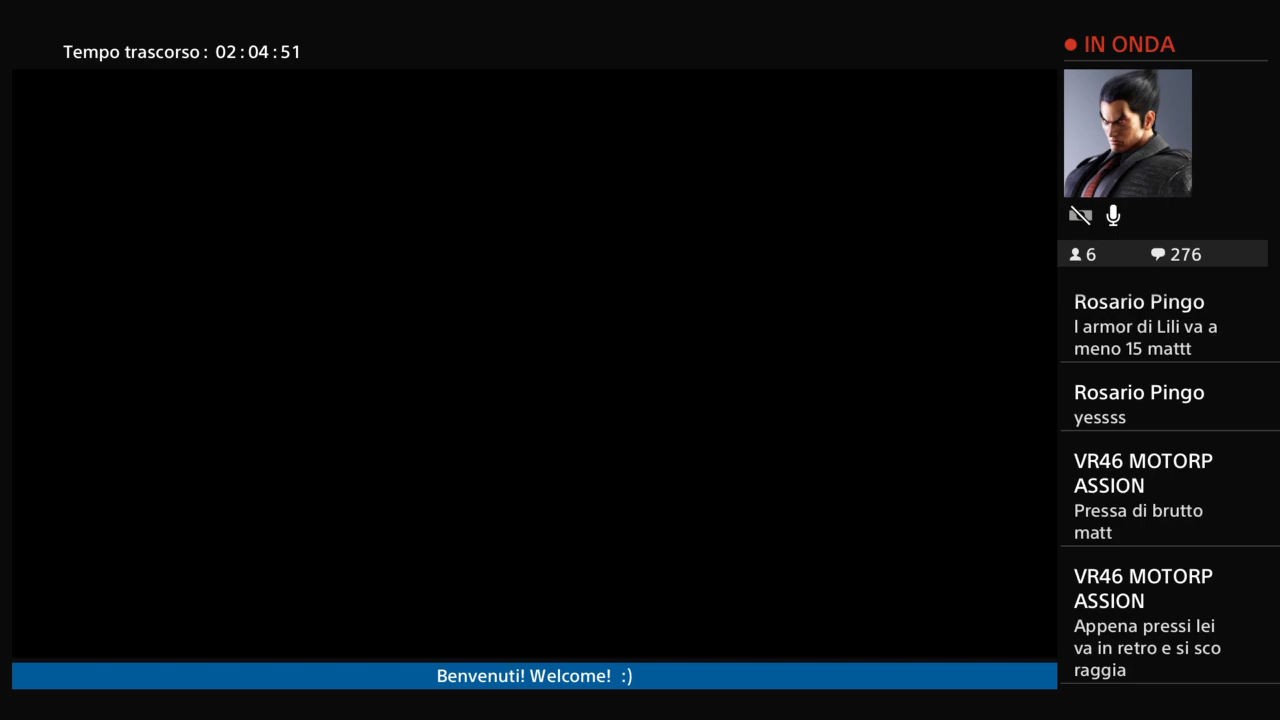 Tempo trascorso : 02 : 04 : 51
IN ONDA
6 276
Rosario Pingo
l armor di Lili va a
meno 15 mattt
Rosario Pingo
yessss
VR46 MOTORP
ASSION
Pressa di brutto
matt
VR46 MOTORP
ASSION
Appena pressi lei
va in retro e si sco
raggia
Benvenuti! Welcome! :)